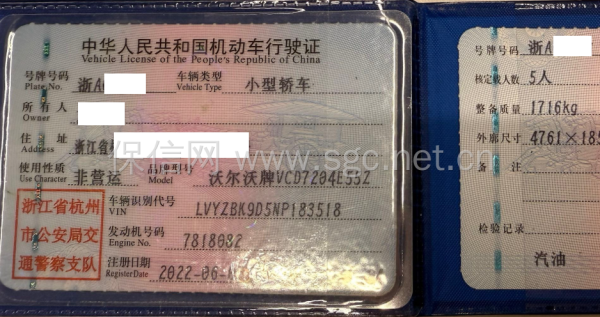 中华人民共和国机动车行驶证
Vehicle License of the People's Republic of China
号牌号码 浙A 车辆类型 小型轿车
Plate No. Vehicle Type
所有人
Owner
住址 浙江省
Address
使用性质 非营运 品牌型号 沃尔沃牌VCD7204E53Z
Use Character Model
浙江省杭州
市公安局交
通警察支队
车辆识别代号 LVYZBK9D5NP183518
VIN
发动机号码 7818082
Engine No.
注册日期 2022-06-
Register Date
号牌号码 浙A
核定载人数 5人
整备质量 1716kg
外廓尺寸 4761×185
备注
检验记录
汽油
保信网 www.sgc.net.cn